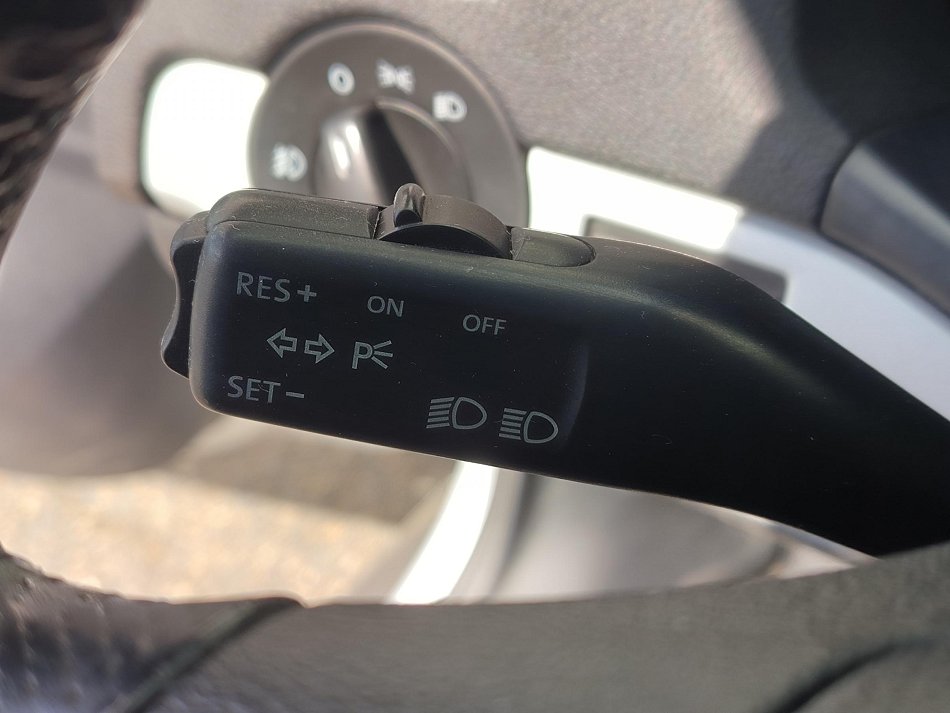 RES+ ON OFF
P
SET−